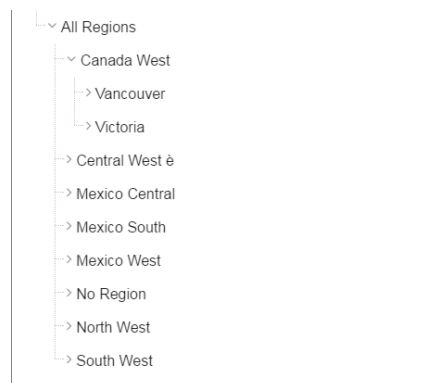 All Regions
Canada West
Vancouver
Victoria
Central West è
Mexico Central
Mexico South
Mexico West
No Region
North West
South West